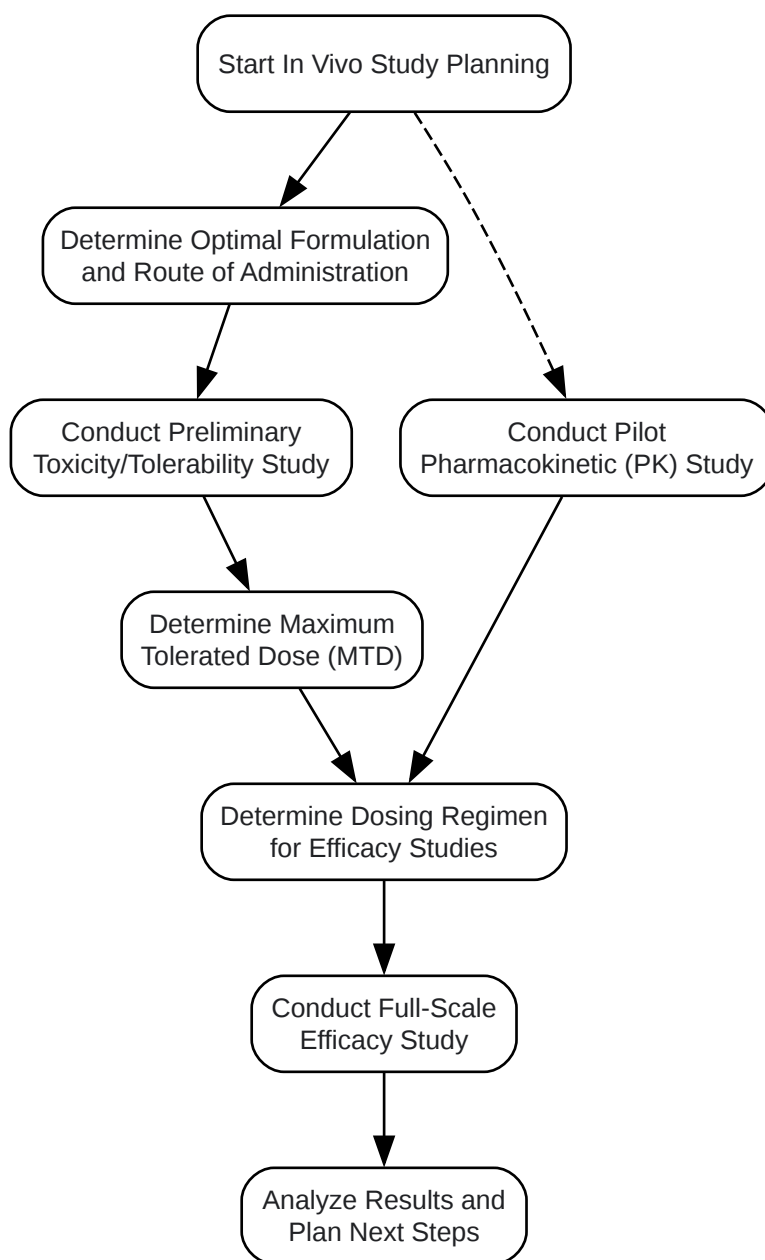 Start In Vivo Study Planning
Determine Optimal Formulation
and Route of Administration
Conduct Preliminary
Toxicity/Tolerability Study
Conduct Pilot
Pharmacokinetic (PK) Study
Determine Maximum
Tolerated Dose (MTD)
Determine Dosing Regimen
for Efficacy Studies
Conduct Full-Scale
Efficacy Study
Analyze Results and
Plan Next Steps